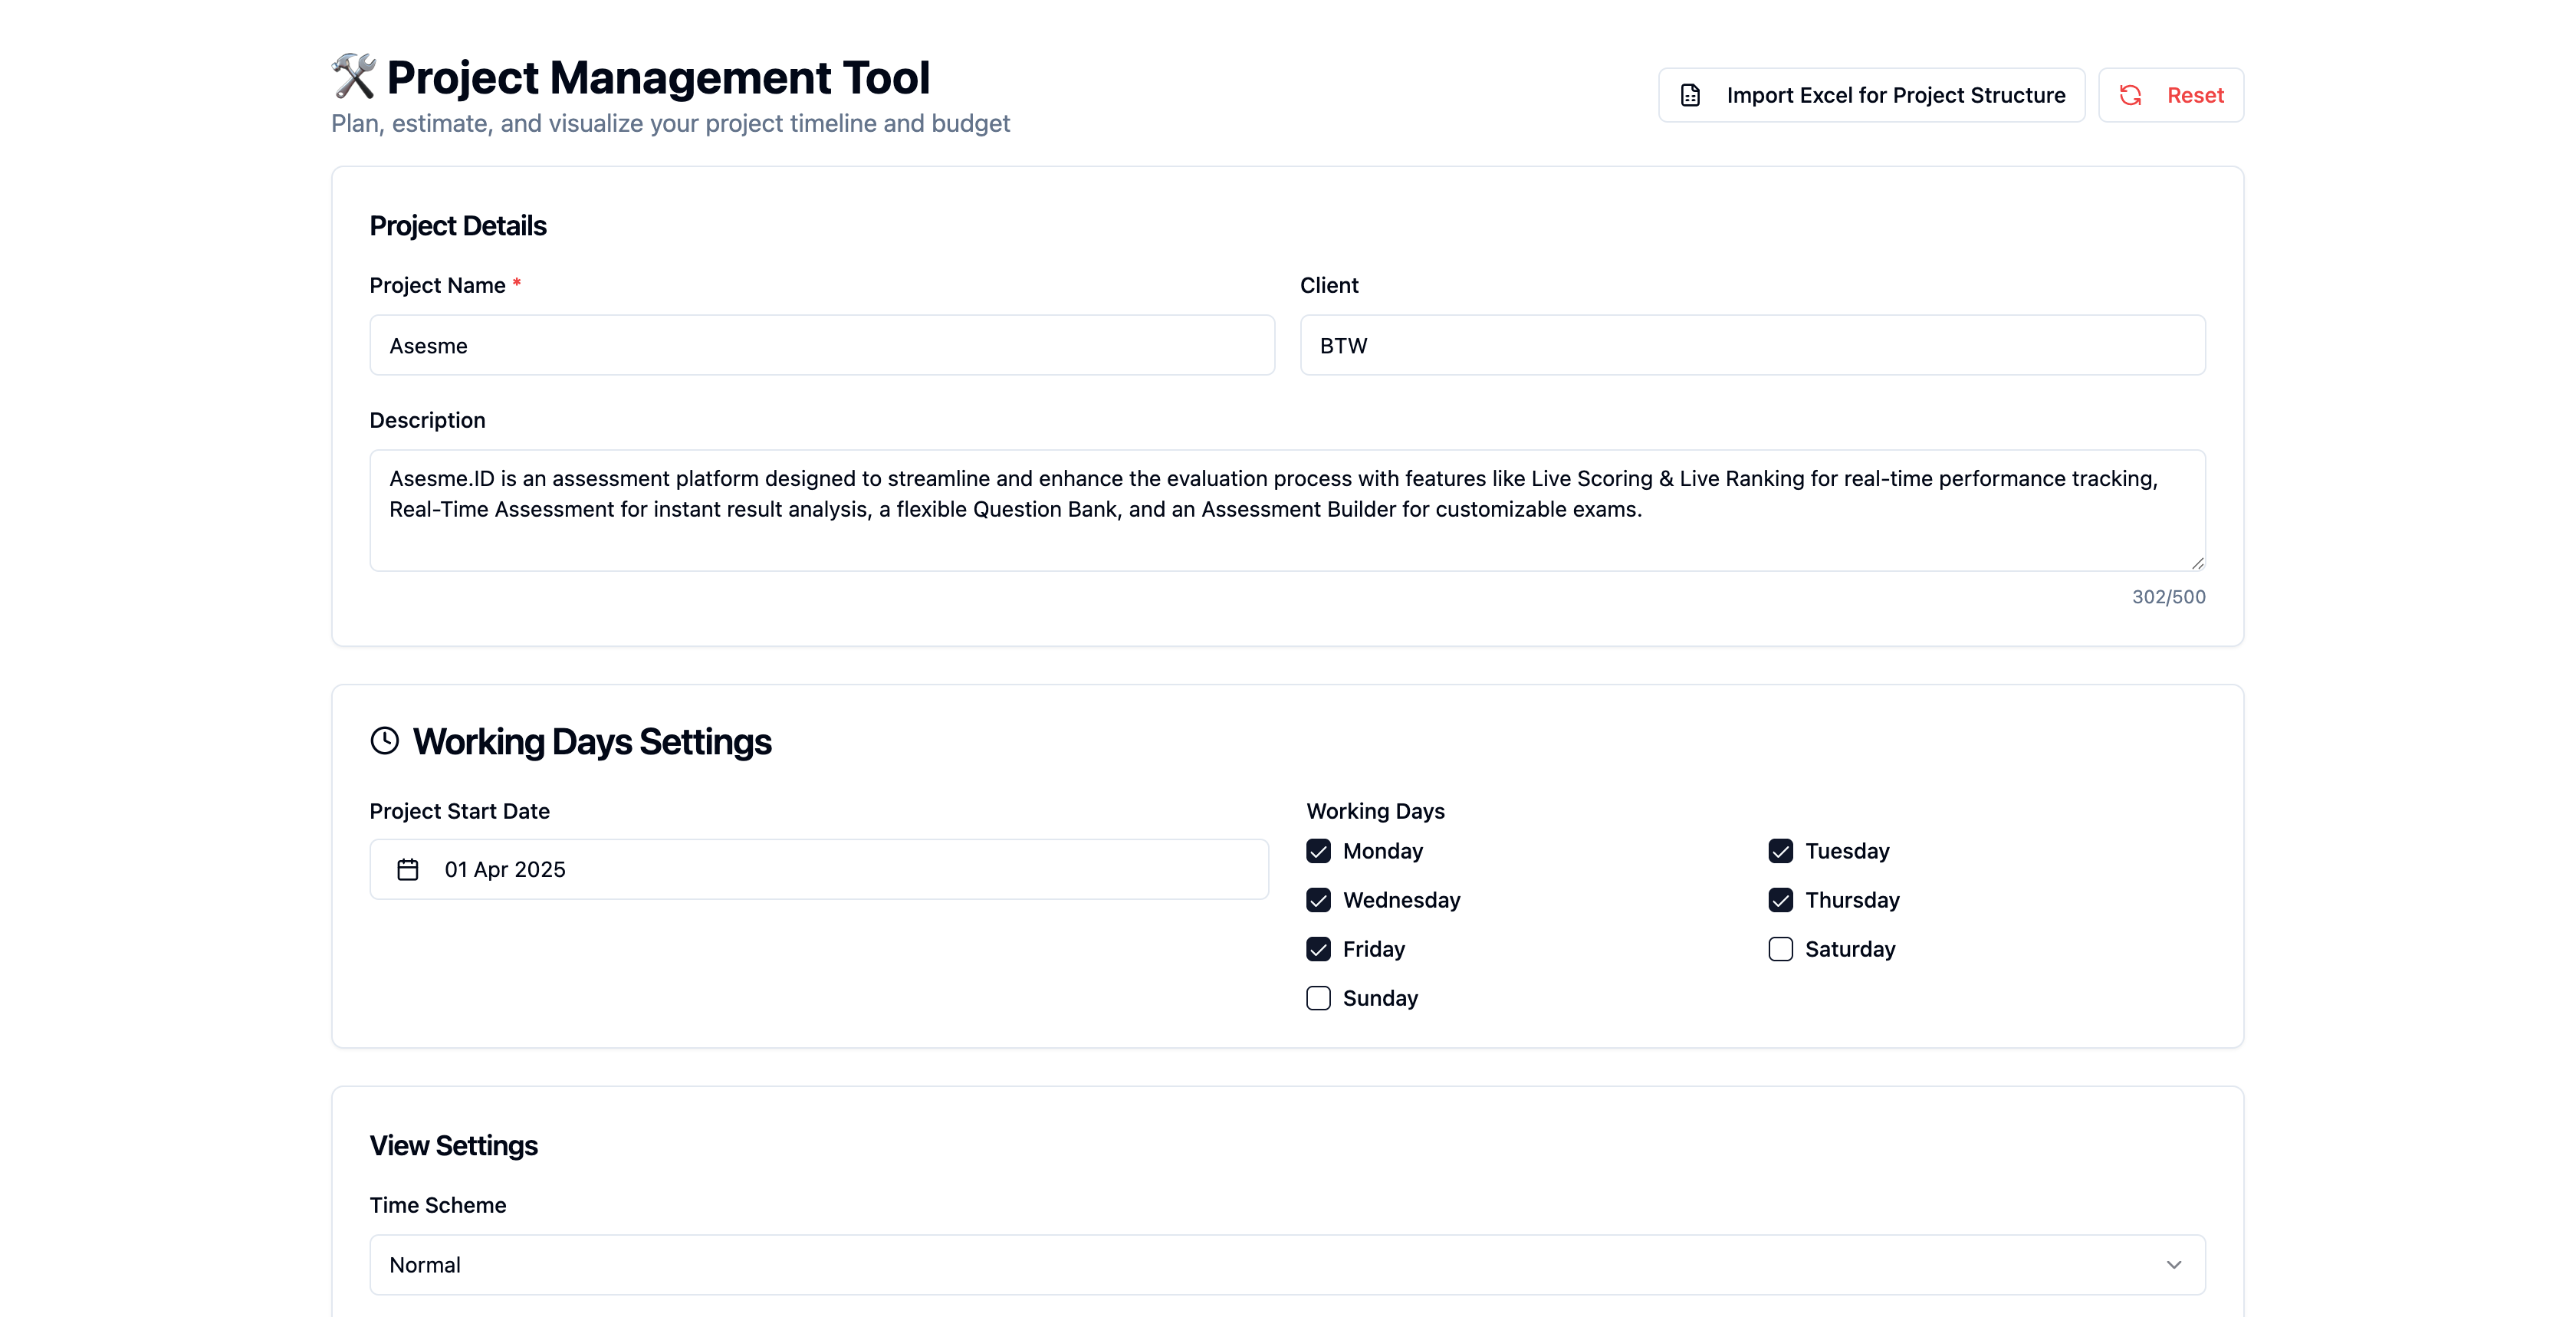 Project Management Tool
Plan, estimate, and visualize your project timeline and budget
Import Excel for Project Structure
Reset
Project Details
Project Name *
Client
Asesme
BTW
Description
Asesme.ID is an assessment platform designed to streamline and enhance the evaluation process with features like Live Scoring & Live Ranking for real-time performance tracking,
Real-Time Assessment for instant result analysis, a flexible Question Bank, and an Assessment Builder for customizable exams.
302/500
Working Days Settings
Project Start Date
01 Apr 2025
Working Days
Monday
Tuesday
Wednesday
Thursday
Friday
Saturday
Sunday
View Settings
Time Scheme
Normal